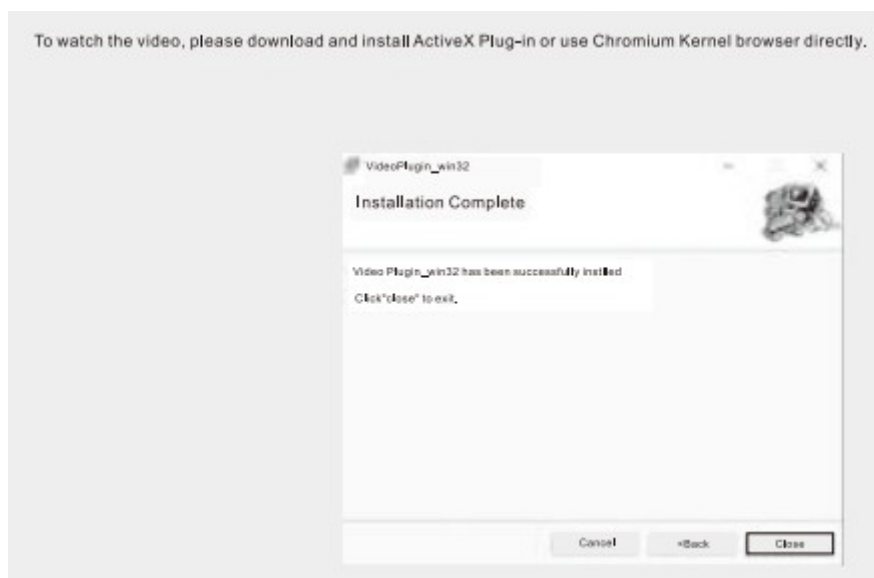 To watch the video, please download and install ActiveX Plug-in or use Chromium Kernel browser directly.
VideoPlugin_win32
Installation Complete
Video Plugin_win32 has been successfully instlled
Click"close" to exit.
Cancel
<Back
Close